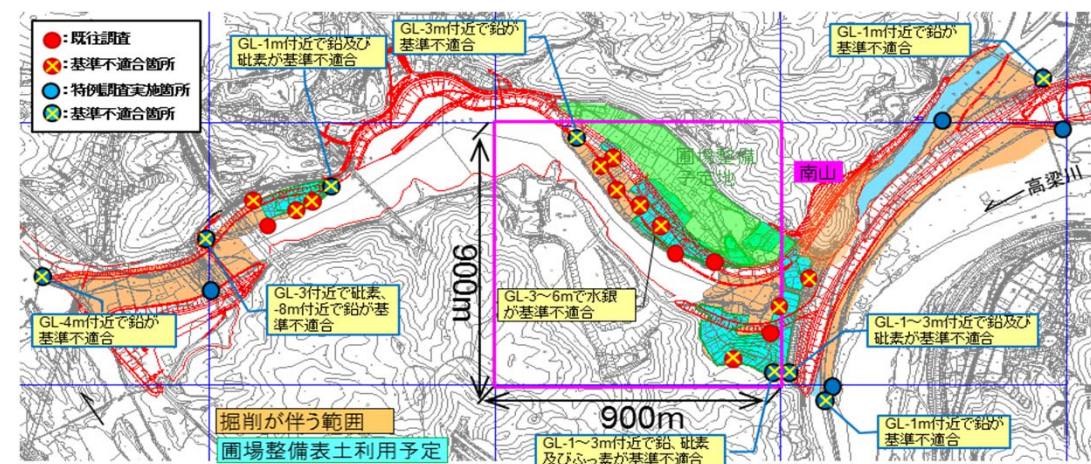 ●：既往調査
：基準不適合箇所
●：特例調査実施箇所
：基準不適合箇所
GL-1m付近で鉛及び
砒素が基準不適合
GL-3m付近で鉛が
基準不適合
GL-1m付近で鉛が
基準不適合
圃場整備
予定地
南山
高梁川
900m
GL-3～6mで水銀
が基準不適合
GL-3付近で砒素、
-8m付近で鉛が基
準不適合
GL-4m付近で鉛が
基準不適合
GL-1～3m付近で鉛及び
砒素が基準不適合
900m
GL-1m付近で鉛が
基準不適合
掘削が伴う範囲
圃場整備表土利用予定
GL-1～3m付近で鉛、砒素
及びふっ素が基準不適合